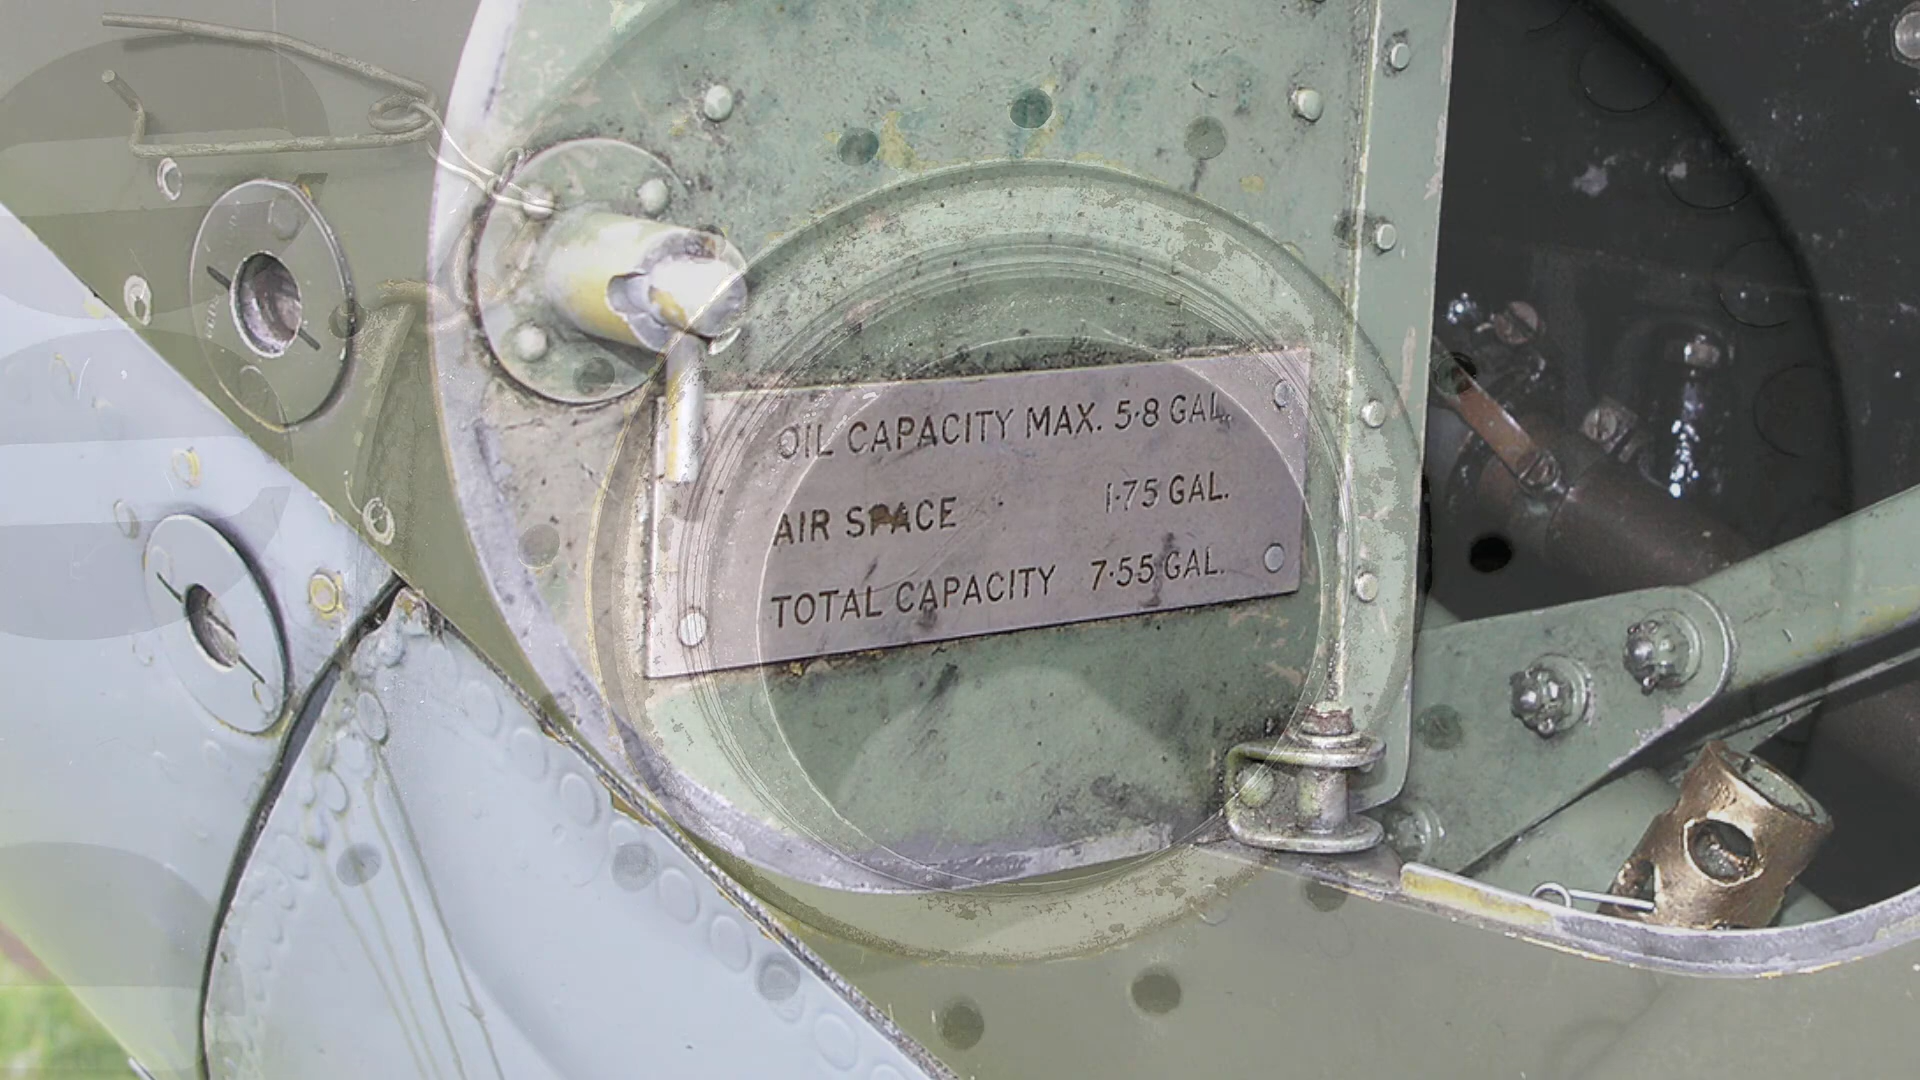 OIL CAPACITY MAX. 5·8 GAL.
AIR SPACE 1·75 GAL.
TOTAL CAPACITY 7·55 GAL.